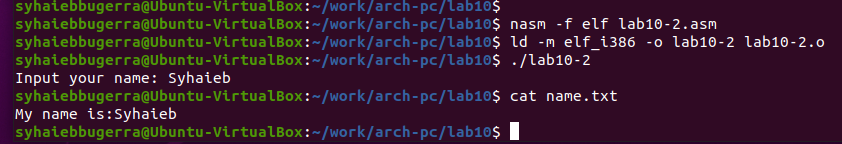 syhaiebbugerra@Ubuntu-VirtualBox:~/work/arch-pc/lab10$
syhaiebbugerra@Ubuntu-VirtualBox:~/work/arch-pc/lab10$ nasm -f elf lab10-2.asm
syhaiebbugerra@Ubuntu-VirtualBox:~/work/arch-pc/lab10$ ld -m elf_i386 -o lab10-2 lab10-2.o
syhaiebbugerra@Ubuntu-VirtualBox:~/work/arch-pc/lab10$ ./lab10-2
Input your name: Syhaieb
syhaiebbugerra@Ubuntu-VirtualBox:~/work/arch-pc/lab10$ cat name.txt
My name is:Syhaieb
syhaiebbugerra@Ubuntu-VirtualBox:~/work/arch-pc/lab10$